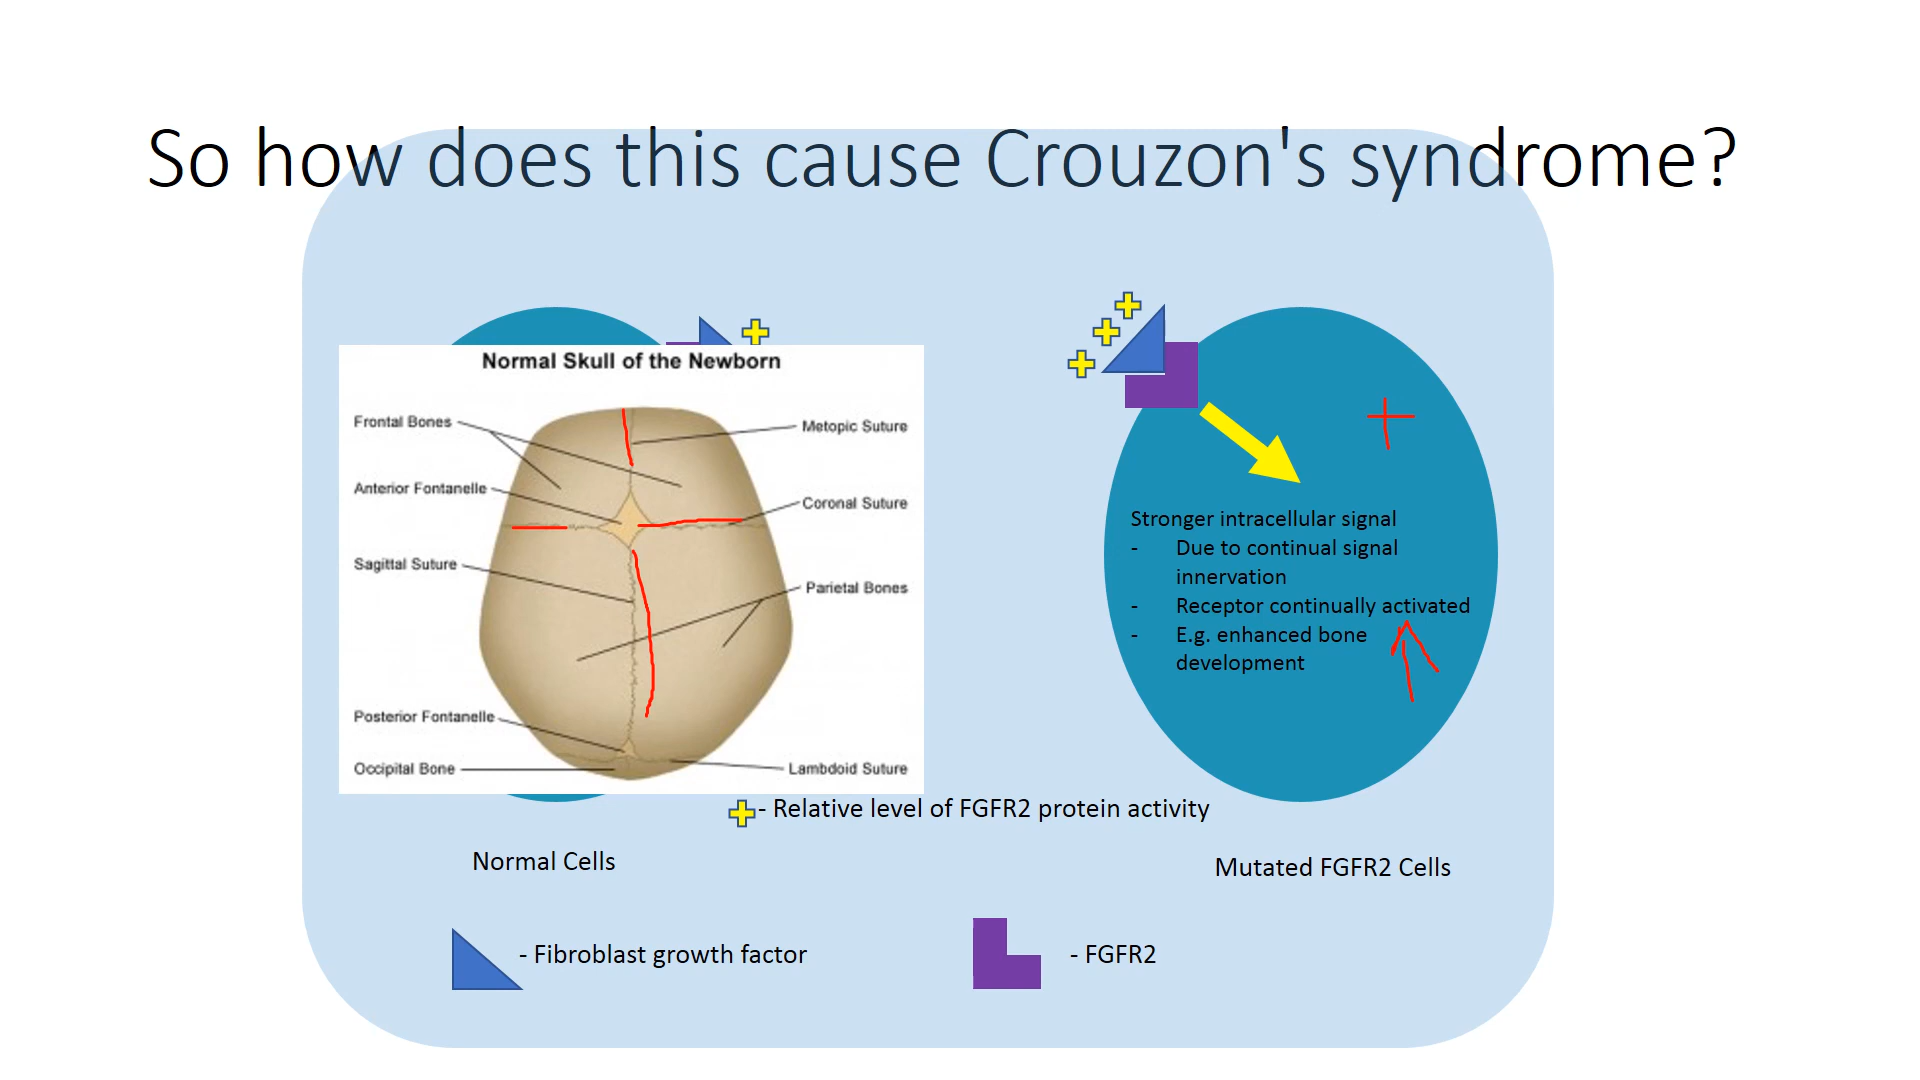 So how does this cause Crouzon's syndrome?
Normal Skull of the Newborn
Frontal Bones
Metopic Suture
Anterior Fontanelle
Coronal Suture
Sagittal Suture
Parietal Bones
Posterior Fontanelle
Occipital Bone
Lambdoid Suture
Stronger intracellular signal
- Due to continual signal
innervation
- Receptor continually activated
- E.g. enhanced bone
development
- Relative level of FGFR2 protein activity
Normal Cells
Mutated FGFR2 Cells
- Fibroblast growth factor
- FGFR2